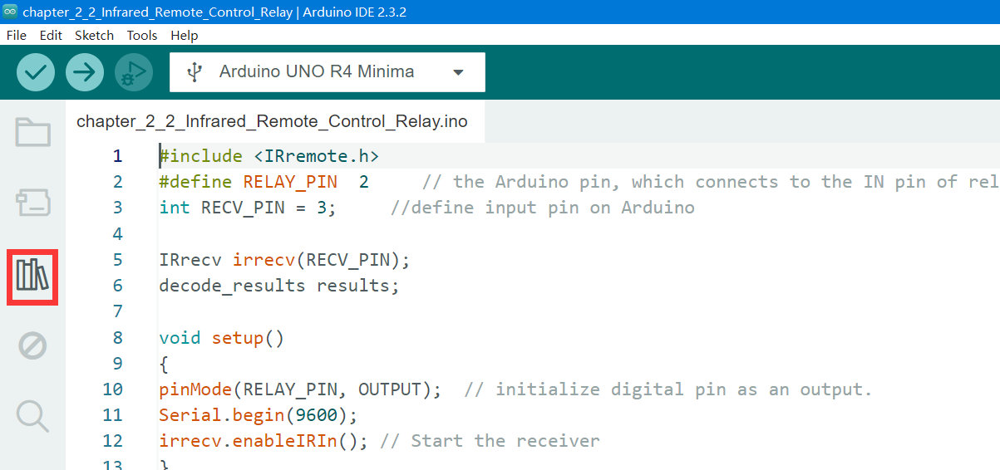 chapter_2_2_Infrared_Remote_Control_Relay | Arduino IDE 2.3.2
File Edit Sketch Tools Help
Arduino UNO R4 Minima
chapter_2_2_Infrared_Remote_Control_Relay.ino
1 #include <IRremote.h>
2 #define RELAY_PIN 2 // the Arduino pin, which connects to the IN pin of rel
3 int RECV_PIN = 3; //define input pin on Arduino
4
5 IRrecv irrecv(RECV_PIN);
6 decode_results results;
7
8 void setup()
9 {
10 pinMode(RELAY_PIN, OUTPUT); // initialize digital pin as an output.
11 Serial.begin(9600);
12 irrecv.enableIRIn(); // Start the receiver
13 }